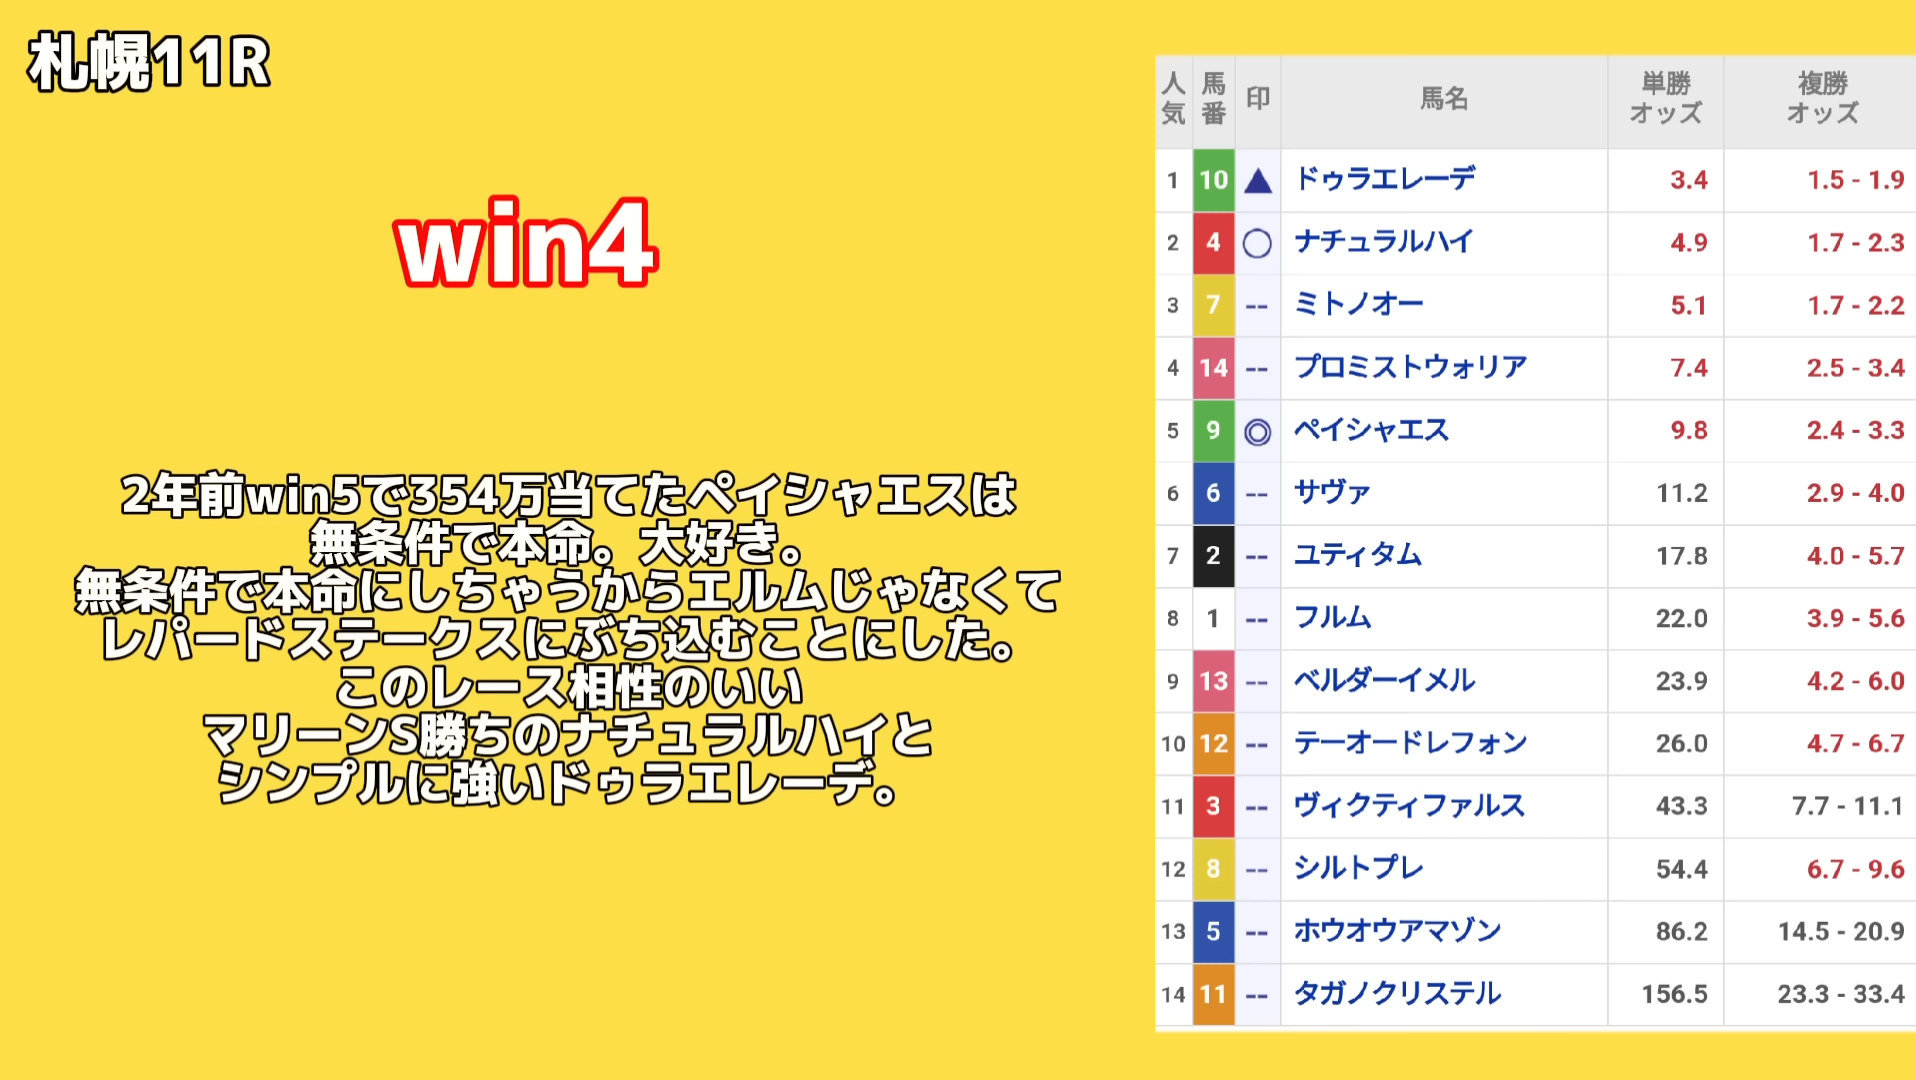 札幌11R
win4
2年前win5で354万当てたペイシャエスは
無条件で本命。大好き。
無条件で本命にしちゃうからエルムじゃなくて
レパードステークスにぶち込むことにした。
このレース相性のいい
マリーンS勝ちのナチュラルハイと
シンプルに強いドゥラエレーデ。
人気 馬番 印 馬名 単勝オッズ 複勝オッズ
1 10 ▲ ドゥラエレーデ 3.4 1.5 - 1.9
2 4 ○ ナチュラルハイ 4.9 1.7 - 2.3
3 7 -- ミトノオー 5.1 1.7 - 2.2
4 14 -- プロミストウォリア 7.4 2.5 - 3.4
5 9 ◎ ペイシャエス 9.8 2.4 - 3.3
6 6 -- サヴァ 11.2 2.9 - 4.0
7 2 -- ユティタム 17.8 4.0 - 5.7
8 1 -- フルム 22.0 3.9 - 5.6
9 13 -- ベルダーイメル 23.9 4.2 - 6.0
10 12 -- テーオードレフォン 26.0 4.7 - 6.7
11 3 -- ヴィクティファルス 43.3 7.7 - 11.1
12 8 -- シルトプレ 54.4 6.7 - 9.6
13 5 -- ホウオウアマゾン 86.2 14.5 - 20.9
14 11 -- タガノクリステル 156.5 23.3 - 33.4